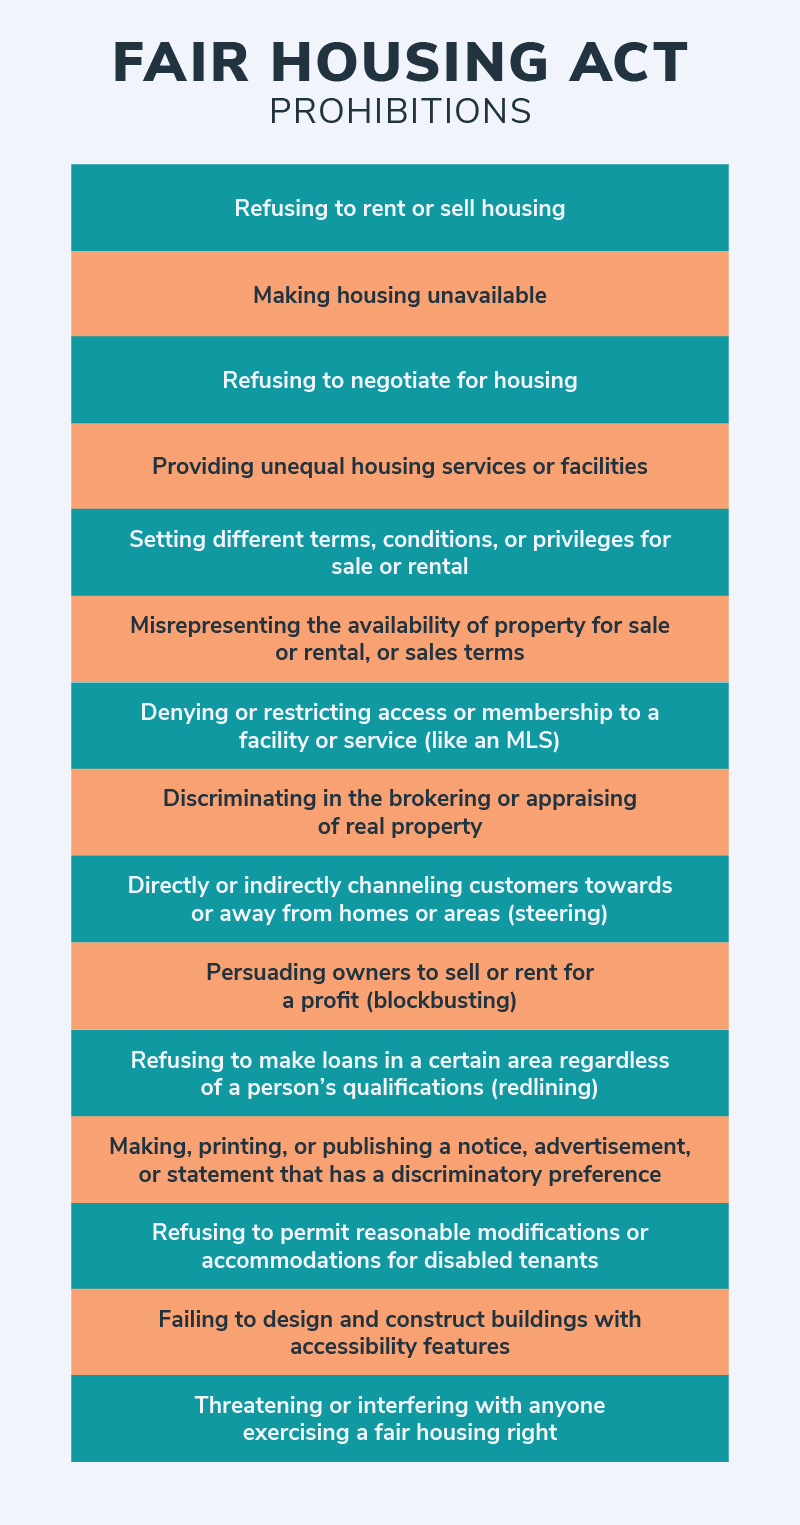 FAIR HOUSING ACT
PROHIBITIONS
Refusing to rent or sell housing
Making housing unavailable
Refusing to negotiate for housing
Providing unequal housing services or facilities
Setting different terms, conditions, or privileges for
sale or rental
Misrepresenting the availability of property for sale
or rental, or sales terms
Denying or restricting access or membership to a
facility or service (like an MLS)
Discriminating in the brokering or appraising
of real property
Directly or indirectly channeling customers towards
or away from homes or areas (steering)
Persuading owners to sell or rent for
a profit (blockbusting)
Refusing to make loans in a certain area regardless
of a person’s qualifications (redlining)
Making, printing, or publishing a notice, advertisement,
or statement that has a discriminatory preference
Refusing to permit reasonable modifications or
accommodations for disabled tenants
Failing to design and construct buildings with
accessibility features
Threatening or interfering with anyone
exercising a fair housing right